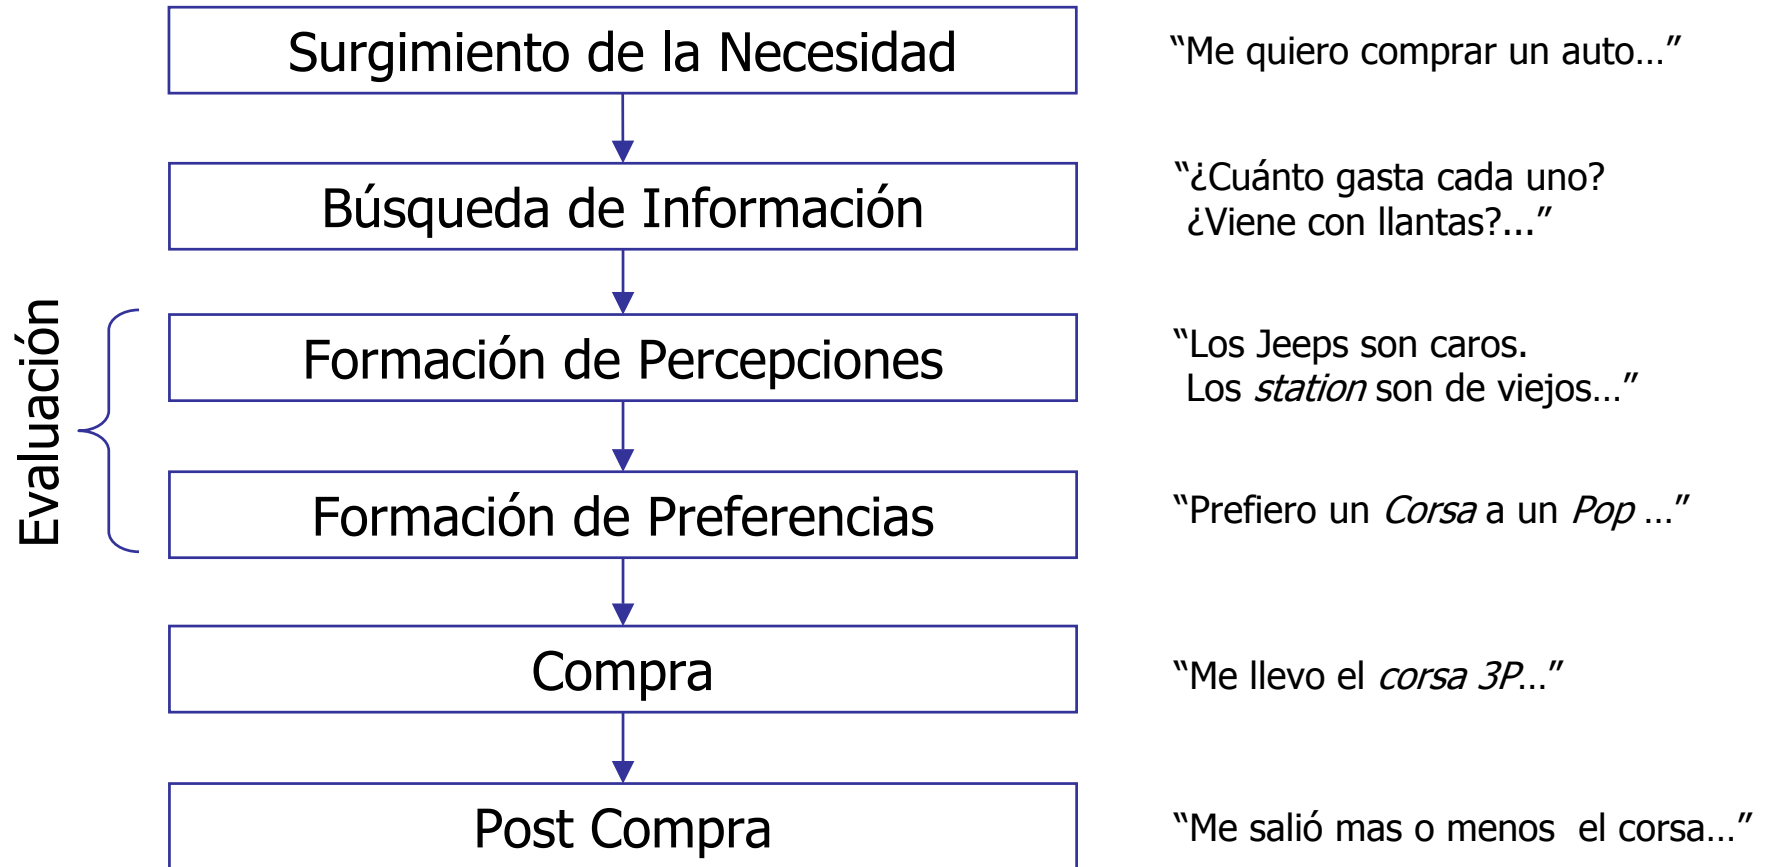 Surgimiento de la Necesidad
“Me quiero comprar un auto…”
Búsqueda de Información
“¿Cuánto gasta cada uno?
¿Viene con llantas?...”
Evaluación
Formación de Percepciones
“Los Jeeps son caros.
Los station son de viejos…”
Formación de Preferencias
“Prefiero un Corsa a un Pop …”
Compra
“Me llevo el corsa 3P…”
Post Compra
“Me salió mas o menos  el corsa…”